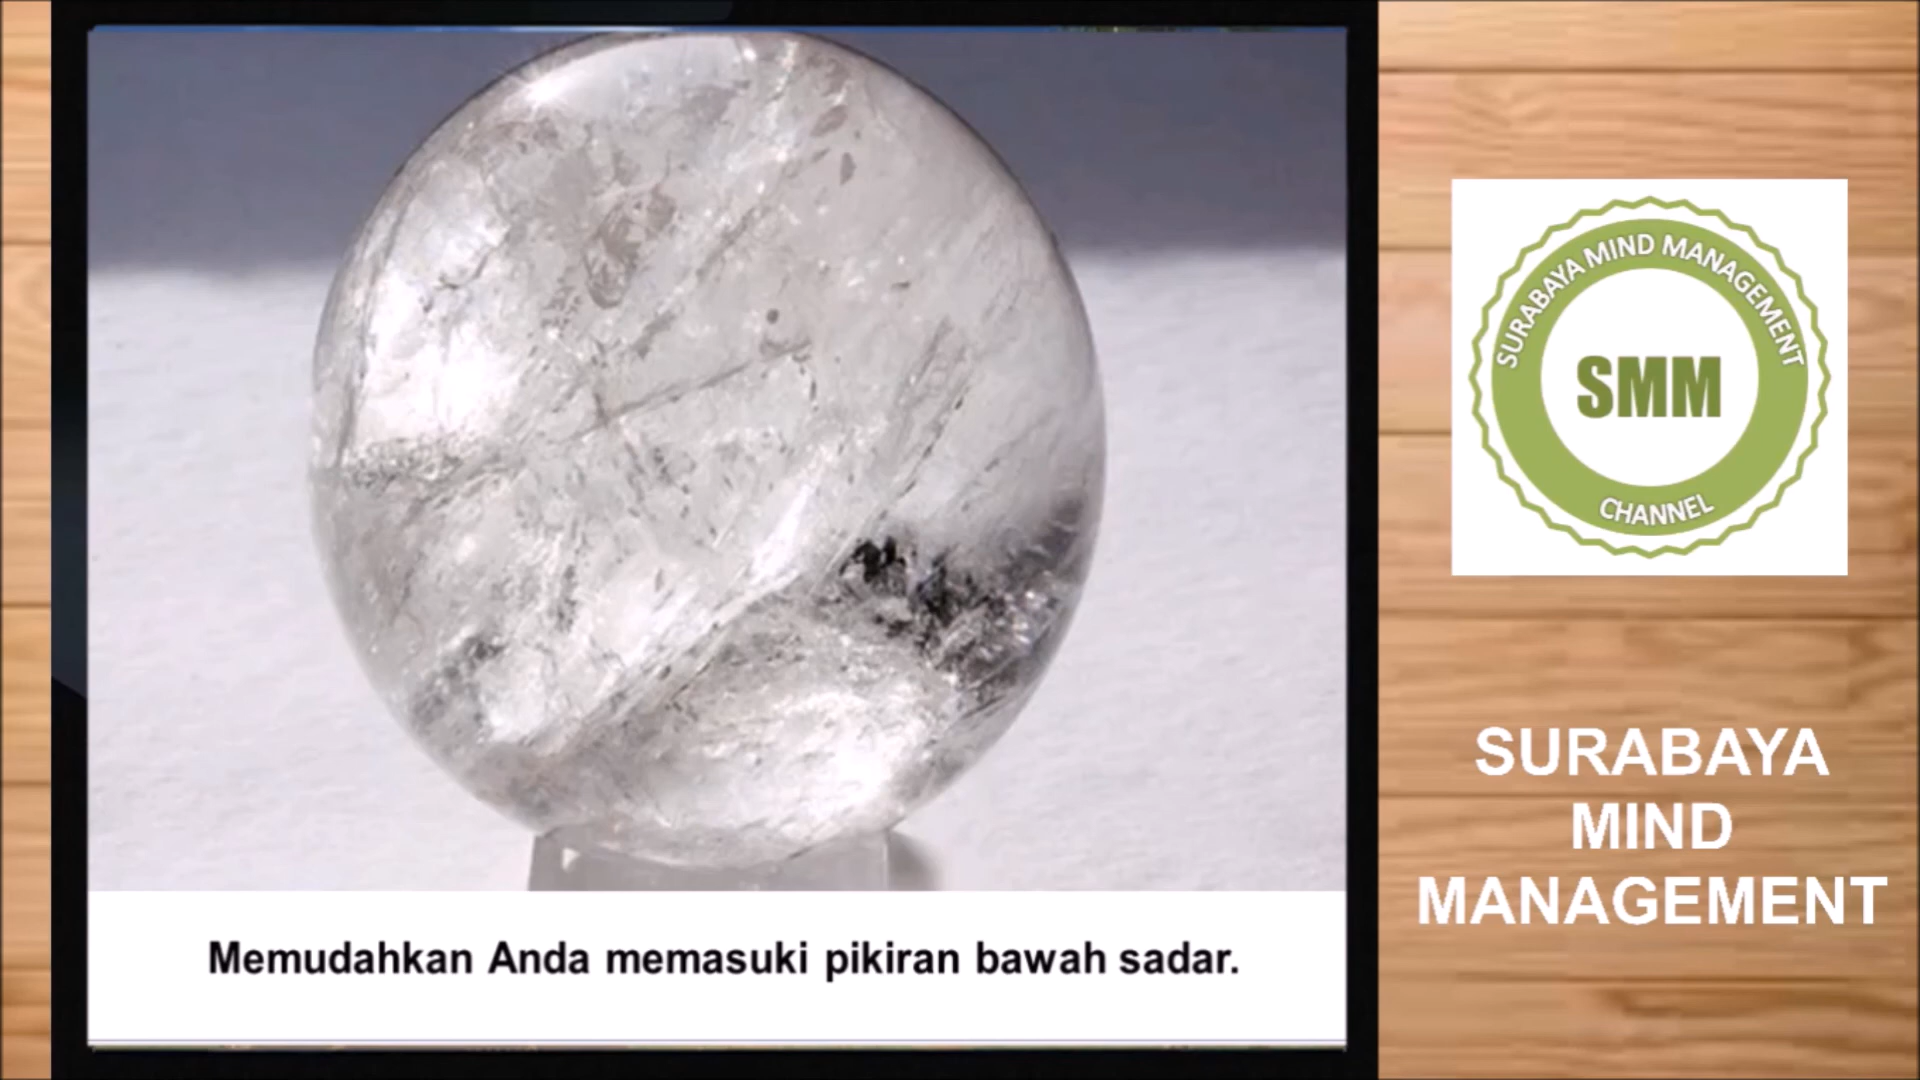 Memudahkan Anda memasuki pikiran bawah sadar.
SURABAYA MIND MANAGEMENT
SMM
CHANNEL
SURABAYA
MIND
MANAGEMENT